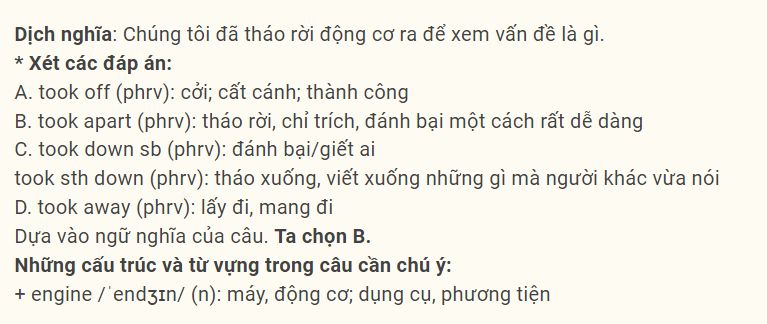 Dịch nghĩa: Chúng tôi đã tháo rời động cơ ra để xem vấn đề là gì.
* Xét các đáp án:
A. took off (phrv): cởi; cất cánh; thành công
B. took apart (phrv): tháo rời, chỉ trích, đánh bại một cách rất dễ dàng
C. took down sb (phrv): đánh bại/giết ai
took sth down (phrv): tháo xuống, viết xuống những gì mà người khác vừa nói
D. took away (phrv): lấy đi, mang đi
Dựa vào ngữ nghĩa của câu. Ta chọn B.
Những cấu trúc và từ vựng trong câu cần chú ý:
+ engine /ˈendʒɪn/ (n): máy, động cơ; dụng cụ, phương tiện